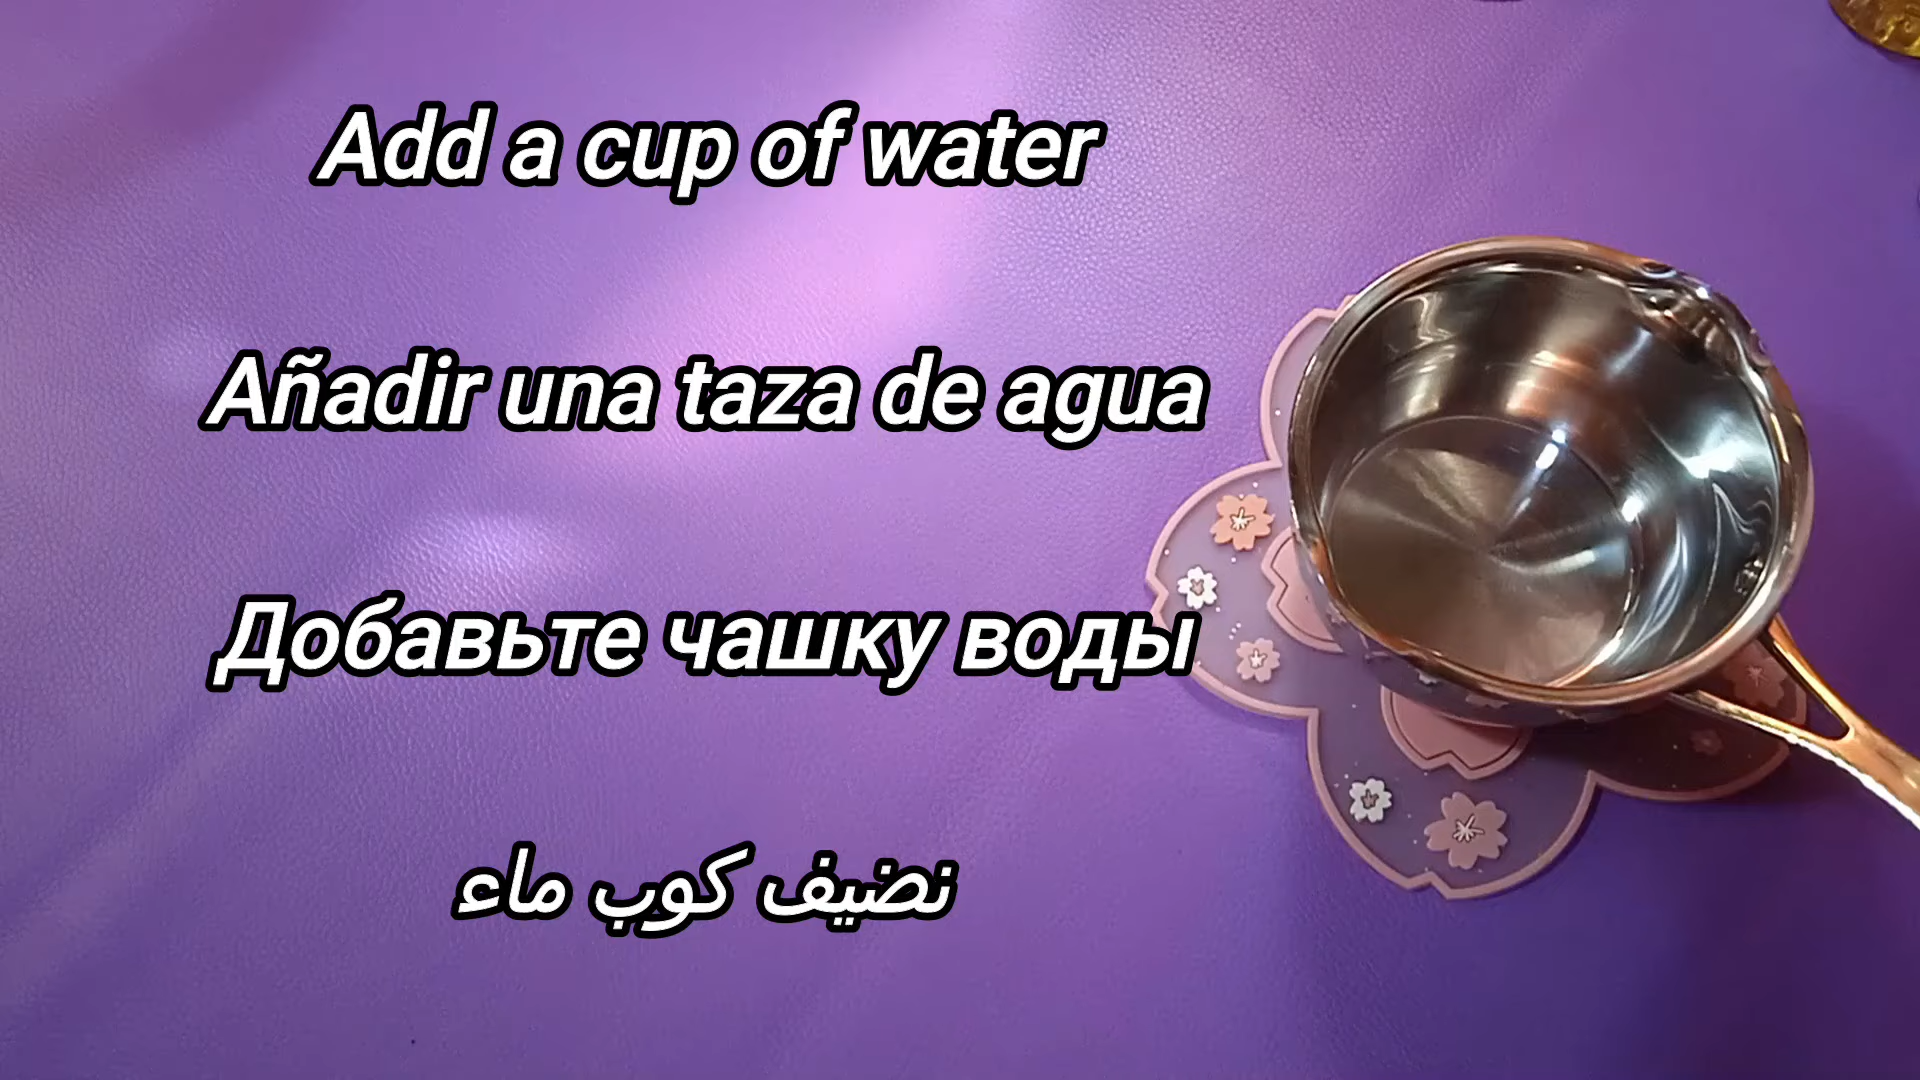 Add a cup of water
Añadir una taza de agua
Добавьте чашку воды
نضيف كوب ماء